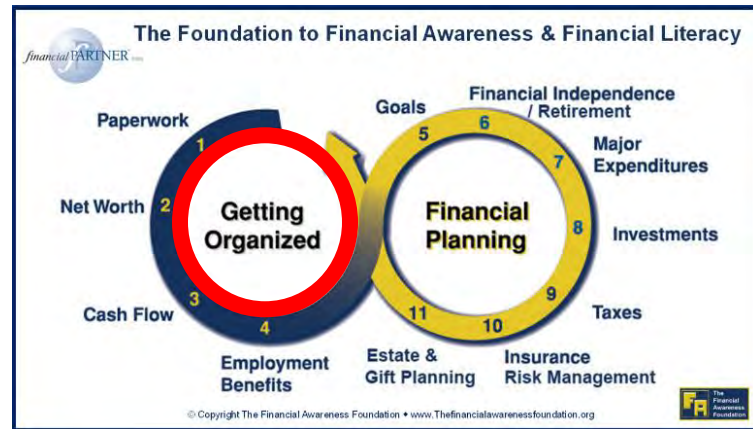 The Foundation to Financial Awareness & Financial Literacy
financial PARTNER
Paperwork
1
Net Worth
2
Cash Flow
3
4
Employment
Benefits
Getting
Organized
Goals
5
Financial Independence
/ Retirement
6
Major
Expenditures
7
8
Investments
9
Taxes
10
Insurance
Risk Management
11
Estate &
Gift Planning
Financial
Planning
© Copyright The Financial Awareness Foundation • www.Thefinancialawarenessfoundation.org
FA
The
Financial
Awareness
Foundation